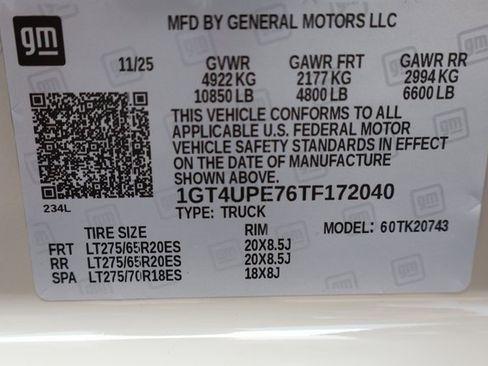 gm
MFD BY GENERAL MOTORS LLC
11/25 GVWR GAWR FRT GAWR RR
4922 KG 2177 KG 2994 KG
10850 LB 4800 LB 6600 LB
THIS VEHICLE CONFORMS TO ALL
APPLICABLE U.S. FEDERAL MOTOR
VEHICLE SAFETY STANDARDS IN EFFECT
ON THE DATE OF MANUFACTURE
SHOWN ABOVE.
234L
1GT4UPE76TF172040
TYPE: TRUCK
TIRE SIZE RIM MODEL: 60TK20743
FRT LT275/65R20ES 20X8.5J
RR LT275/65R20ES 20X8.5J
SPA LT275/70R18ES 18X8J